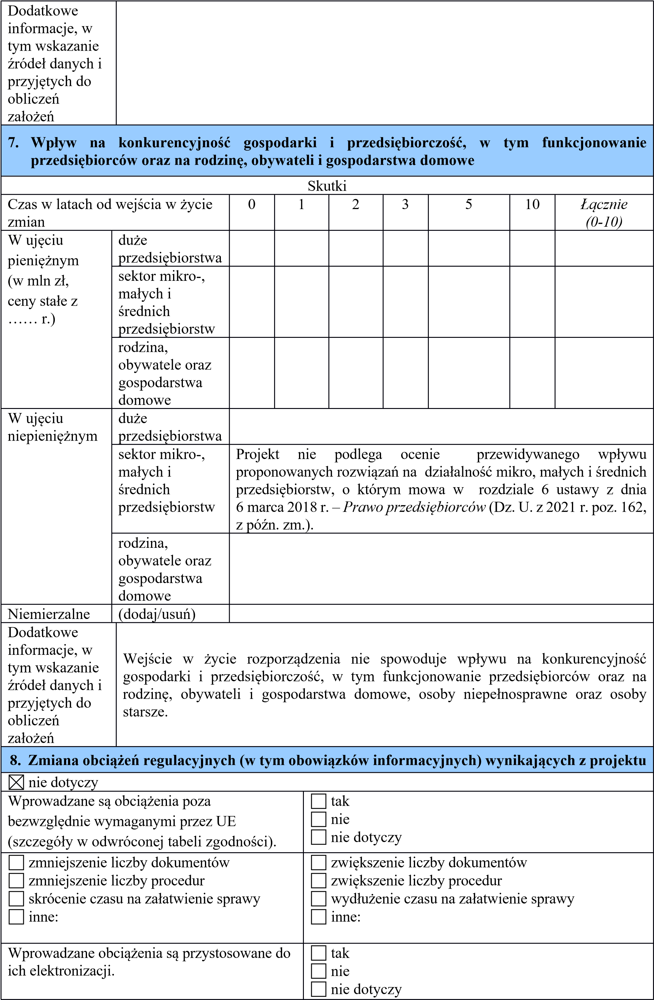 Dodatkowe
informacje, w
tym wskazanie
źródeł danych i
przyjętych do
obliczeń
założeń
7. Wpływ na konkurencyjność gospodarki i przedsiębiorczość, w tym funkcjonowanie
przedsiębiorców oraz na rodzinę, obywateli i gospodarstwa domowe
Skutki
Czas w latach od wejścia w życie
zmian
0
1
2
3
5
10
Łącznie
(0-10)
W ujęciu
pieniężnym
(w mln zł,
ceny stałe z
…… r.)
duże
przedsiębiorstwa
sektor mikro-,
małych i
średnich
przedsiębiorstw
rodzina,
obywatele oraz
gospodarstwa
domowe
W ujęciu
niepieniężnym
duże
przedsiębiorstwa
sektor mikro-,
małych i
średnich
przedsiębiorstw
Projekt nie podlega ocenie przewidywanego wpływu
proponowanych rozwiązań na działalność mikro, małych i średnich
przedsiębiorstw, o którym mowa w rozdziale 6 ustawy z dnia
6 marca 2018 r. – Prawo przedsiębiorców (Dz. U. z 2021 r. poz. 162,
z późn. zm.).
rodzina,
obywatele oraz
gospodarstwa
domowe
Niemierzalne
(dodaj/usuń)
Dodatkowe
informacje, w
tym wskazanie
źródeł danych i
przyjętych do
obliczeń
założeń
Wejście w życie rozporządzenia nie spowoduje wpływu na konkurencyjność
gospodarki i przedsiębiorczość, w tym funkcjonowanie przedsiębiorców oraz na
rodzinę, obywateli i gospodarstwa domowe, osoby niepełnosprawne oraz osoby
starsze.
8. Zmiana obciążeń regulacyjnych (w tym obowiązków informacyjnych) wynikających z projektu
☒ nie dotyczy
Wprowadzane są obciążenia poza
bezwzględnie wymaganymi przez UE
(szczegóły w odwróconej tabeli zgodności).
☐ tak
☐ nie
☐ nie dotyczy
☐ zmniejszenie liczby dokumentów
☐ zmniejszenie liczby procedur
☐ skrócenie czasu na załatwienie sprawy
☐ inne:
☐ zwiększenie liczby dokumentów
☐ zwiększenie liczby procedur
☐ wydłużenie czasu na załatwienie sprawy
☐ inne:
Wprowadzane obciążenia są przystosowane do
ich elektronizacji.
☐ tak
☐ nie
☐ nie dotyczy